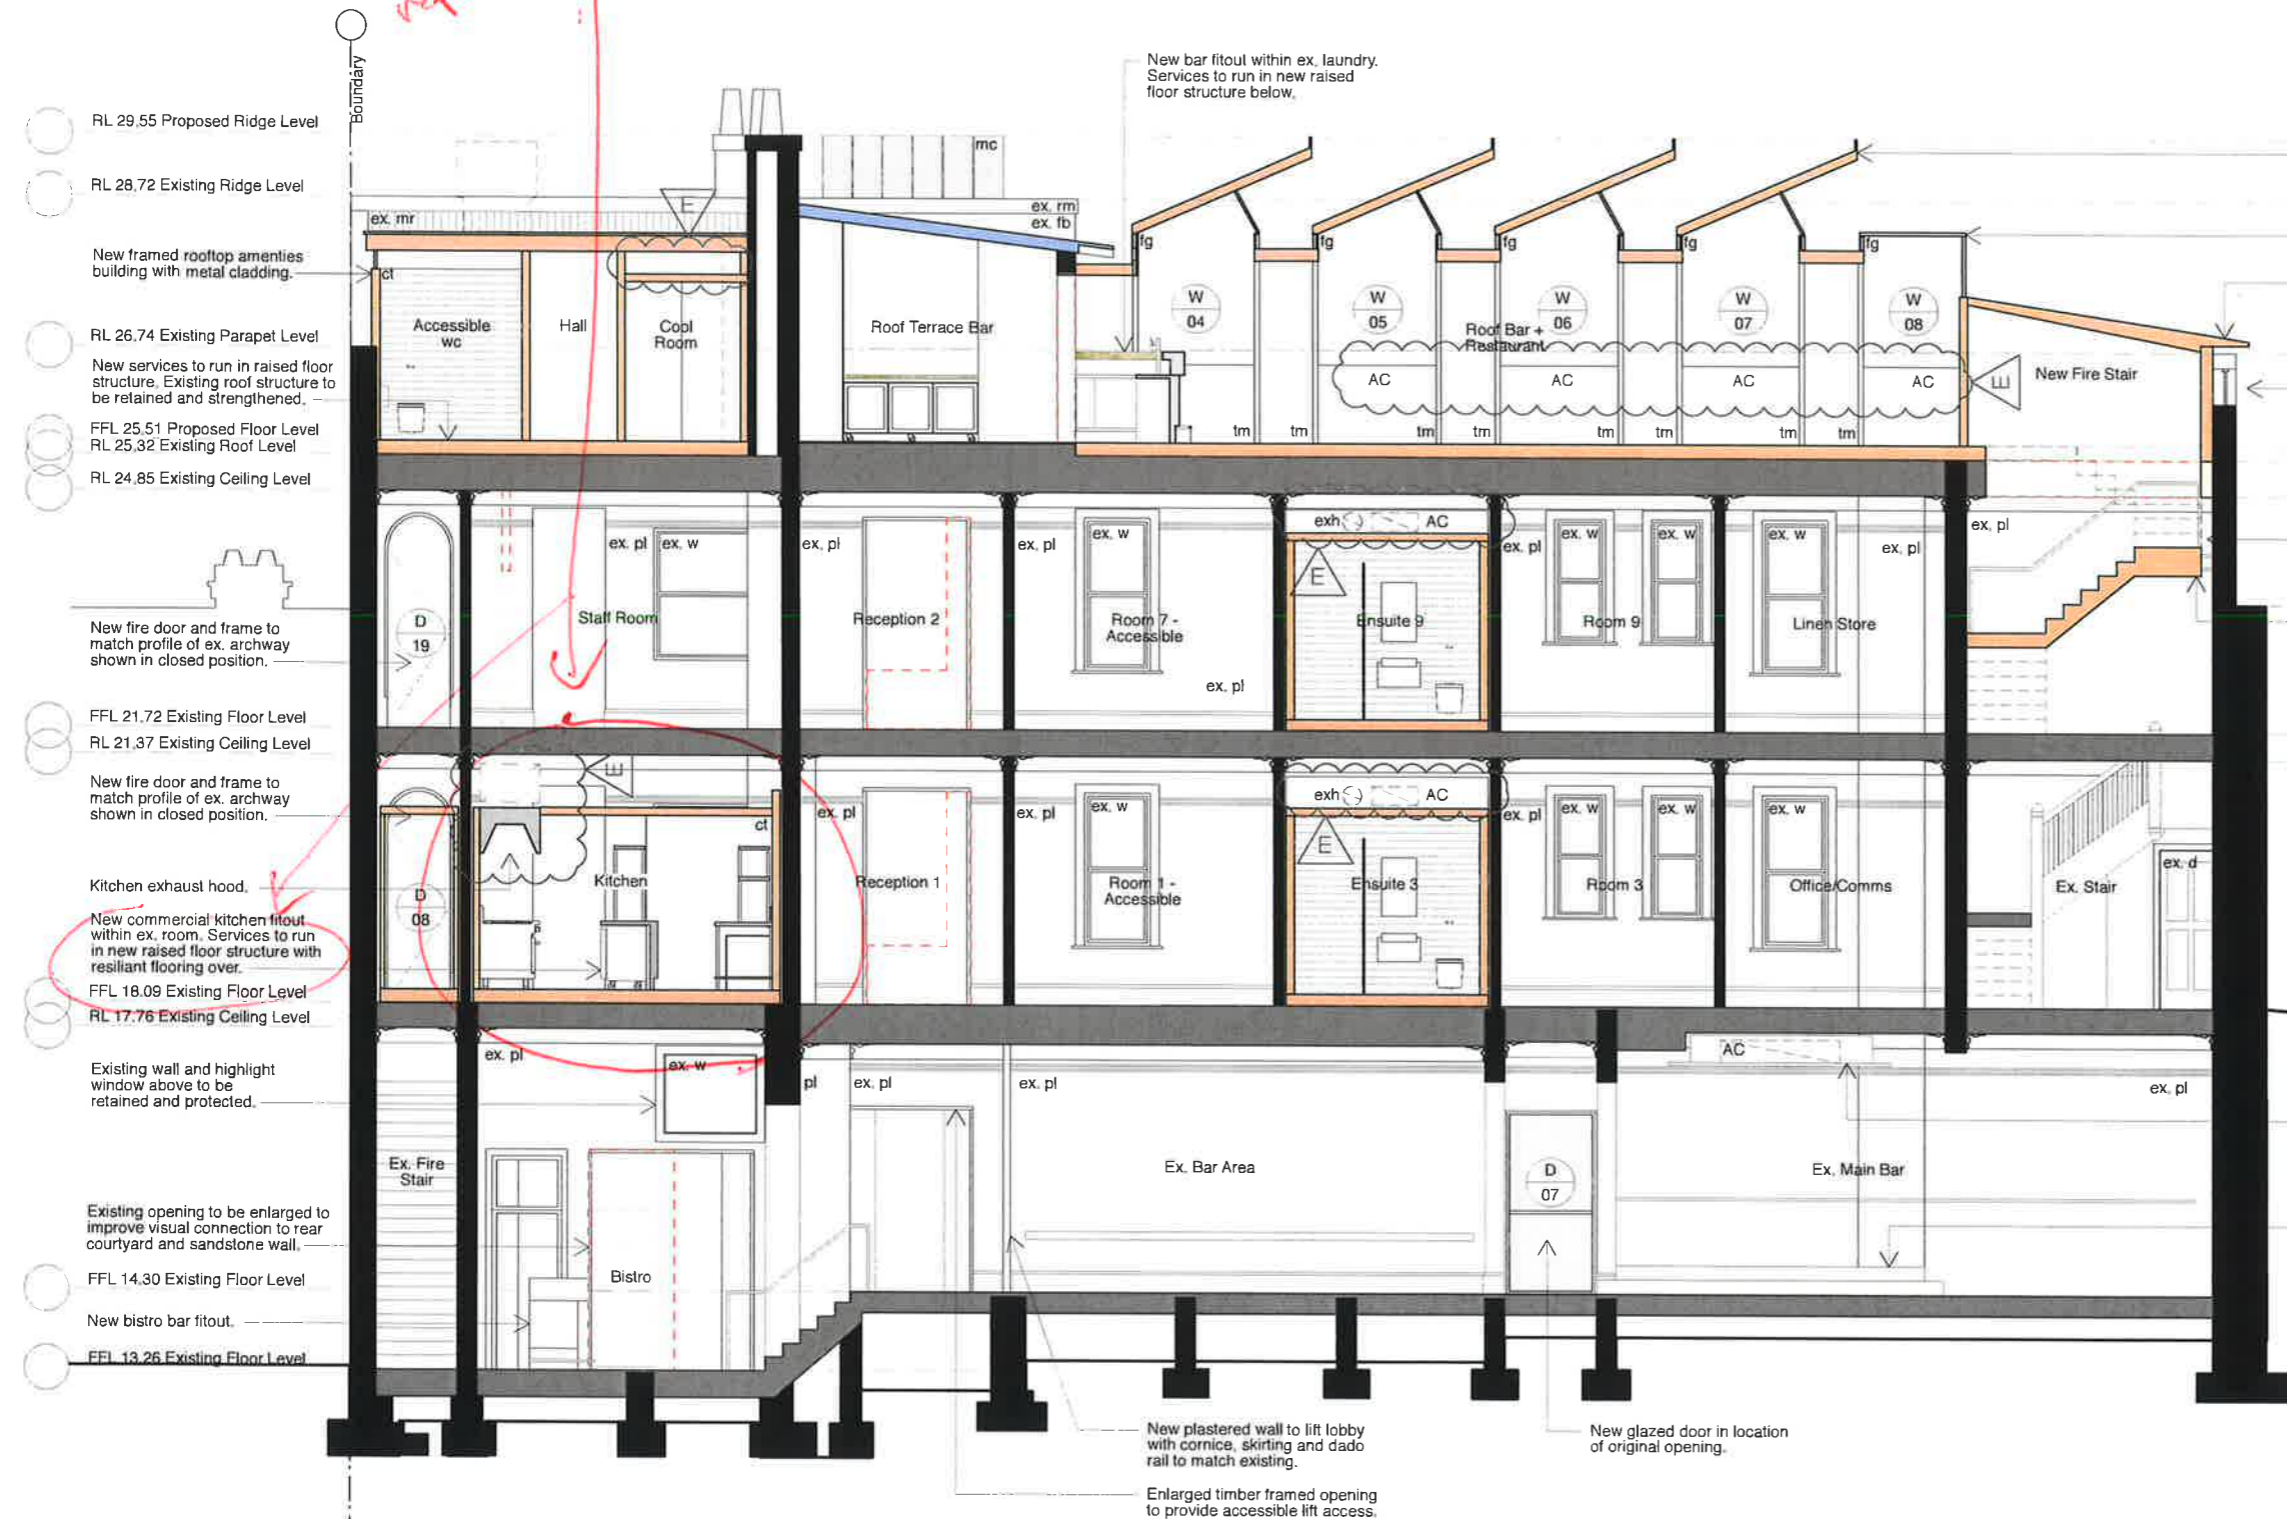 Boundary
New bar fitout within ex. laundry.
Services to run in new raised
floor structure below.
RL 29.55 Proposed Ridge Level
mc
RL 28.72 Existing Ridge Level
E
ex. rm
ex. mr
ex. fb
fg
fg
fg
fg
fg
New framed rooftop amenties
building with metal cladding.
ct
W
04
W
05
W
06
W
07
W
08
Accessible
wc
Hall
Cool
Room
Roof Terrace Bar
Roof Bar +
Restaurant
RL 26.74 Existing Parapet Level
New services to run in raised floor
structure. Existing roof structure to
be retained and strengthened.
AC
AC
AC
AC
E
New Fire Stair
FFL 25.51 Proposed Floor Level
tm
tm
tm
tm
tm
tm
tm
RL 25.32 Existing Roof Level
RL 24.85 Existing Ceiling Level
exh
AC
ex. pl
ex. pl
ex. w
ex. pl
ex. pl
ex. w
ex. pl
ex. w
ex. w
ex. w
ex. pl
E
D
19
Staff Room
Reception 2
Room 7 -
Accessible
Ensuite 9
Room 9
Linen Store
New fire door and frame to
match profile of ex. archway
shown in closed position.
ex. pl
FFL 21.72 Existing Floor Level
RL 21.37 Existing Ceiling Level
E
New fire door and frame to
match profile of ex. archway
shown in closed position.
exh
AC
ct
ex. pl
ex. pl
ex. w
ex. pl
ex. w
ex. w
ex. w
E
ex. d
Kitchen exhaust hood.
D
08
Kitchen
Reception 1
Room 1 -
Accessible
Ensuite 3
Room 3
Office/Comms
Ex. Stair
New commercial kitchen fitout
within ex. room. Services to run
in new raised floor structure with
resiliant flooring over.
FFL 18.09 Existing Floor Level
RL 17.76 Existing Ceiling Level
ex. pl
ex. w
AC
pl
ex. pl
ex. pl
ex. pl
Existing wall and highlight
window above to be
retained and protected.
Ex. Fire
Stair
Ex. Bar Area
D
07
Ex. Main Bar
Existing opening to be enlarged to
improve visual connection to rear
courtyard and sandstone wall.
Bistro
FFL 14.30 Existing Floor Level
New bistro bar fitout.
FFL 13.26 Existing Floor Level
New plastered wall to lift lobby
with cornice, skirting and dado
rail to match existing.
New glazed door in location
of original opening.
Enlarged timber framed opening
to provide accessible lift access.